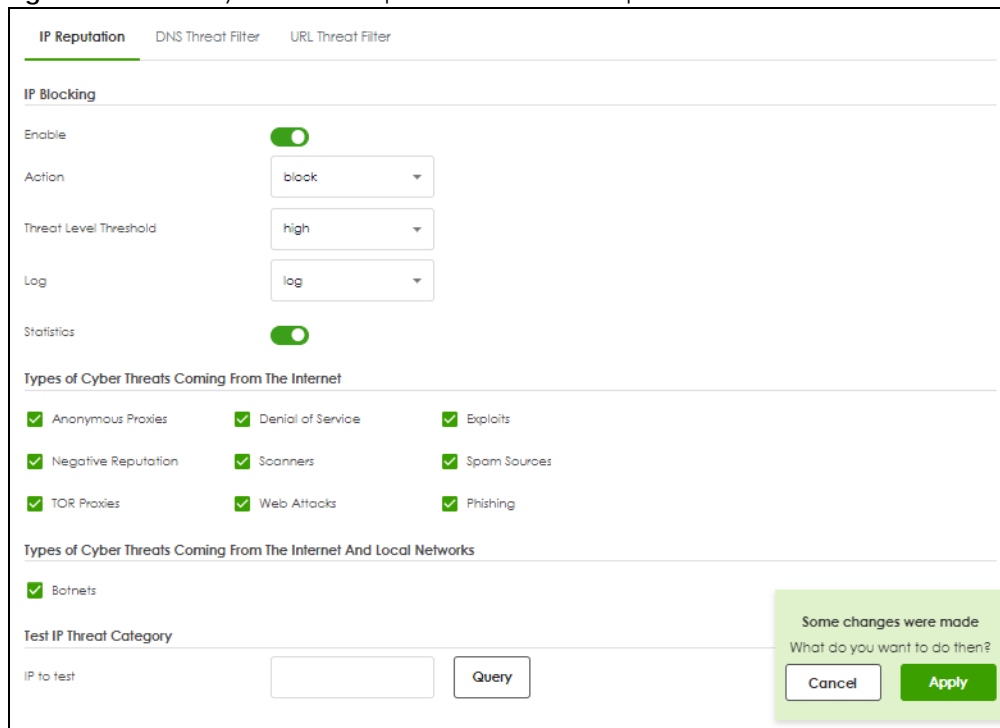 IP Reputation DNS Threat Filter URL Threat Filter
IP Blocking
Enable
Action block
Threat Level Threshold high
Log log
Statistics
Types of Cyber Threats Coming From The Internet
Anonymous Proxies Denial of Service Exploits
Negative Reputation Scanners Spam Sources
TOR Proxies Web Attacks Phishing
Types of Cyber Threats Coming From The Internet And Local Networks
Botnets
Test IP Threat Category
IP to test Query
Some changes were made
What do you want to do then?
Cancel Apply